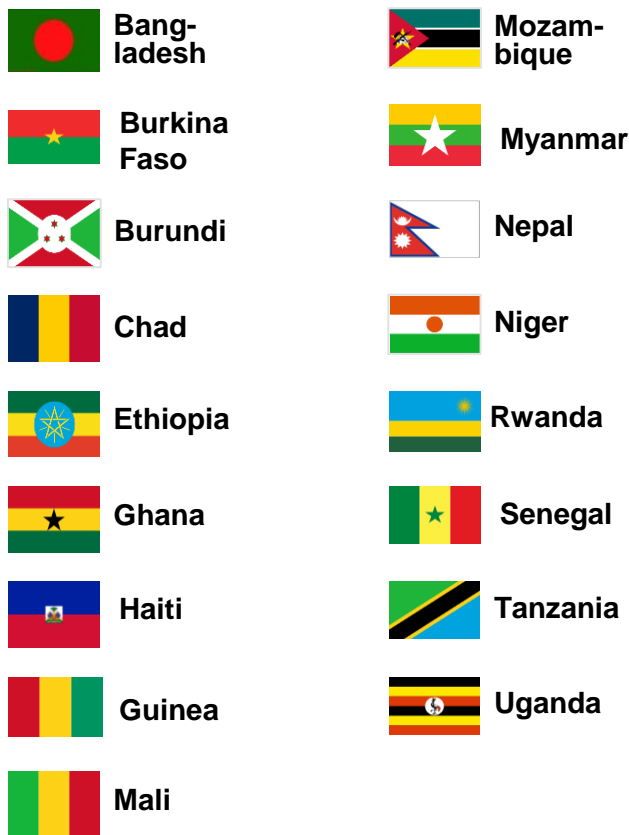 Bang-
ladesh
Burkina
Faso
Burundi
Chad
Ethiopia
Ghana
Haiti
Guinea
Mali
Mozam-
bique
Myanmar
Nepal
Niger
Rwanda
Senegal
Tanzania
Uganda